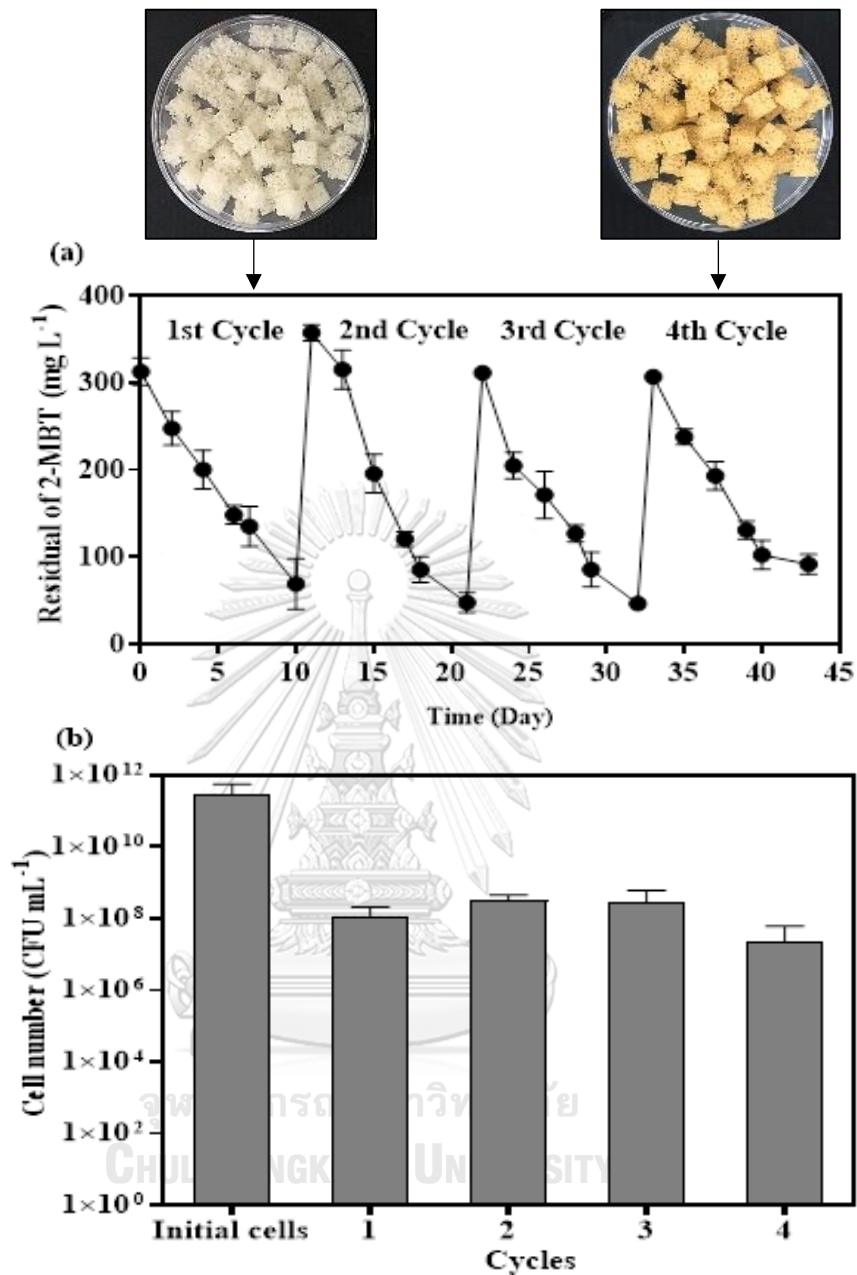 (a)
400
300
200
100
0
Residual of 2-MBT (mg L⁻¹)
1st Cycle 2nd Cycle 3rd Cycle 4th Cycle
0 5 10 15 20 25 30 35 40 45
Time (Day)
(b)
1×10¹²
1×10¹⁰
1×10⁸
1×10⁶
1×10⁴
1×10²
1×10⁰
Cell number (CFU mL⁻¹)
Initial cells 1 2 3 4
Cycles